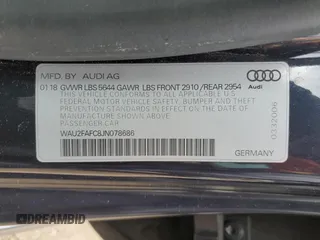 MFD. BY AUDI AG
01/18 GVWR LBS 5644 GAWR LBS FRONT 2910 / REAR 2954
THIS VEHICLE CONFORMS TO ALL APPLICABLE U.S.
FEDERAL MOTOR VEHICLE SAFETY, BUMPER AND THEFT
PREVENTION STANDARDS IN EFFECT ON THE DATE OF
MANUFACTURE SHOWN ABOVE.
PASSENGER CAR
WAU2FAFC8JN078686
GERMANY
Audi
0332006
DREAMBID